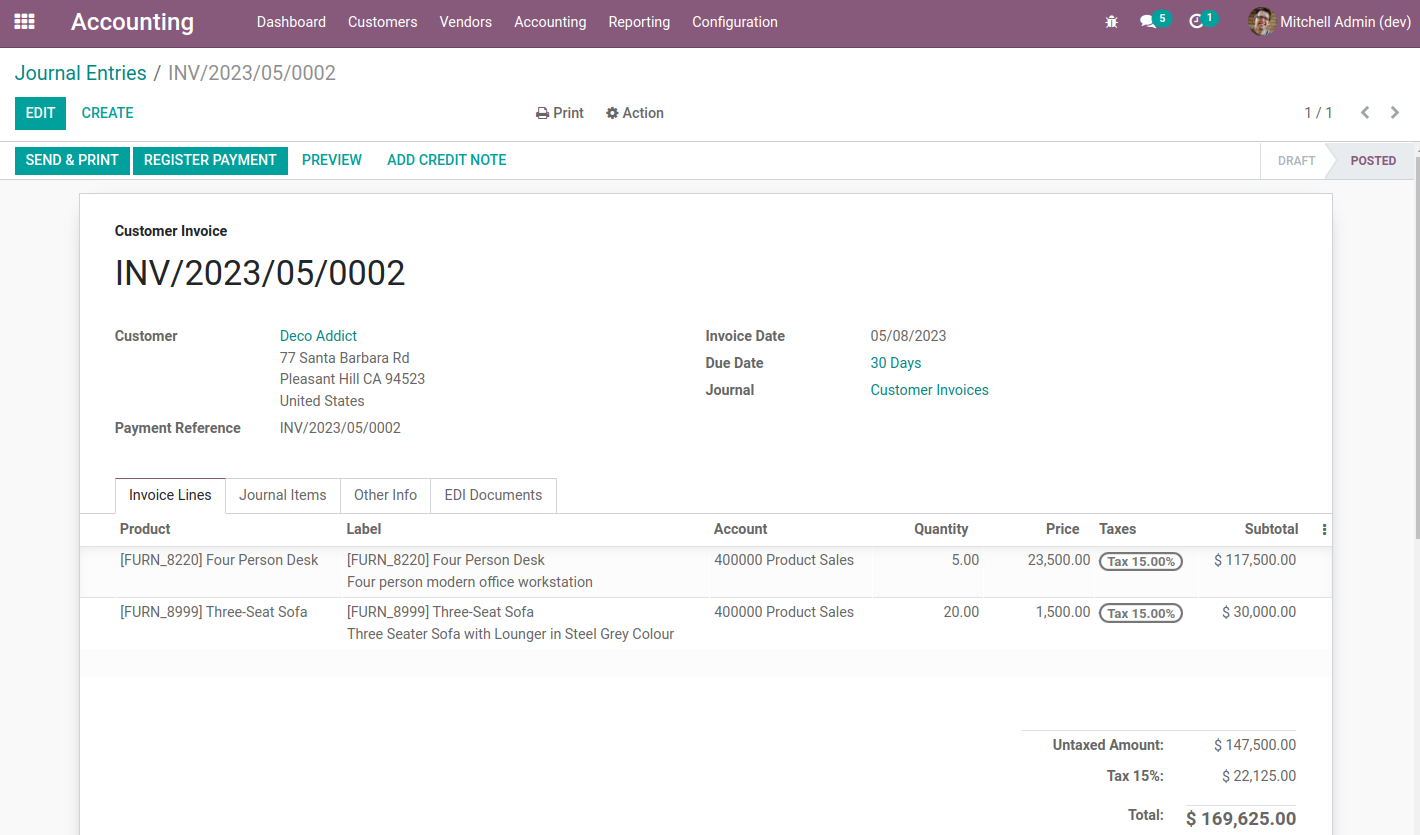 Accounting Dashboard Customers Vendors Accounting Reporting Configuration 5 1 Mitchell Admin (dev)
Journal Entries / INV/2023/05/0002
EDIT CREATE Print Action 1 / 1
SEND & PRINT REGISTER PAYMENT PREVIEW ADD CREDIT NOTE DRAFT POSTED
Customer Invoice
INV/2023/05/0002
Customer Deco Addict Invoice Date 05/08/2023
77 Santa Barbara Rd Due Date 30 Days
Pleasant Hill CA 94523 Journal Customer Invoices
United States
Payment Reference INV/2023/05/0002
Invoice Lines Journal Items Other Info EDI Documents
Product Label Account Quantity Price Taxes Subtotal
[FURN_8220] Four Person Desk [FURN_8220] Four Person Desk 400000 Product Sales 5.00 23,500.00 Tax 15.00% $ 117,500.00
Four person modern office workstation
[FURN_8999] Three-Seat Sofa [FURN_8999] Three-Seat Sofa 400000 Product Sales 20.00 1,500.00 Tax 15.00% $ 30,000.00
Three Seater Sofa with Lounger in Steel Grey Colour
Untaxed Amount: $ 147,500.00
Tax 15%: $ 22,125.00
Total: $ 169,625.00